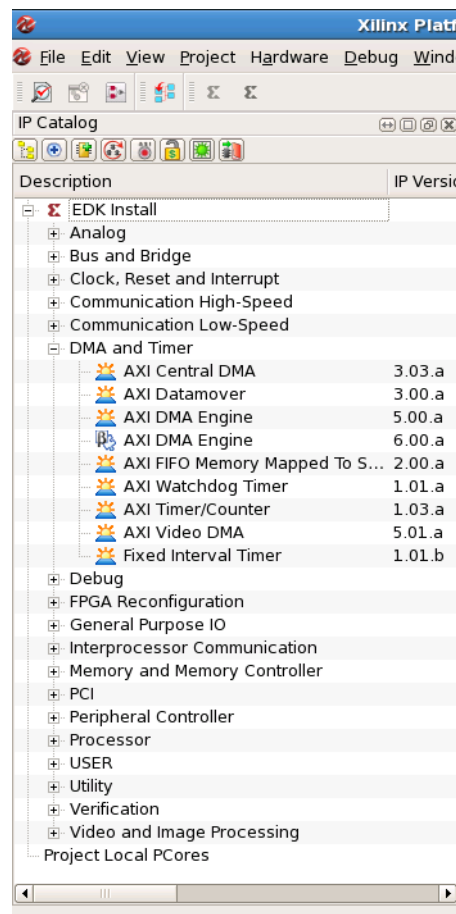 Xilinx Platf
File Edit View Project Hardware Debug Wind
Σ Σ
IP Catalog
Description IP Versio
Σ EDK Install
Analog
Bus and Bridge
Clock, Reset and Interrupt
Communication High-Speed
Communication Low-Speed
DMA and Timer
AXI Central DMA 3.03.a
AXI Datamover 3.00.a
AXI DMA Engine 5.00.a
β AXI DMA Engine 6.00.a
AXI FIFO Memory Mapped To S... 2.00.a
AXI Watchdog Timer 1.01.a
AXI Timer/Counter 1.03.a
AXI Video DMA 5.01.a
Fixed Interval Timer 1.01.b
Debug
FPGA Reconfiguration
General Purpose IO
Interprocessor Communication
Memory and Memory Controller
PCI
Peripheral Controller
Processor
USER
Utility
Verification
Video and Image Processing
Project Local PCores